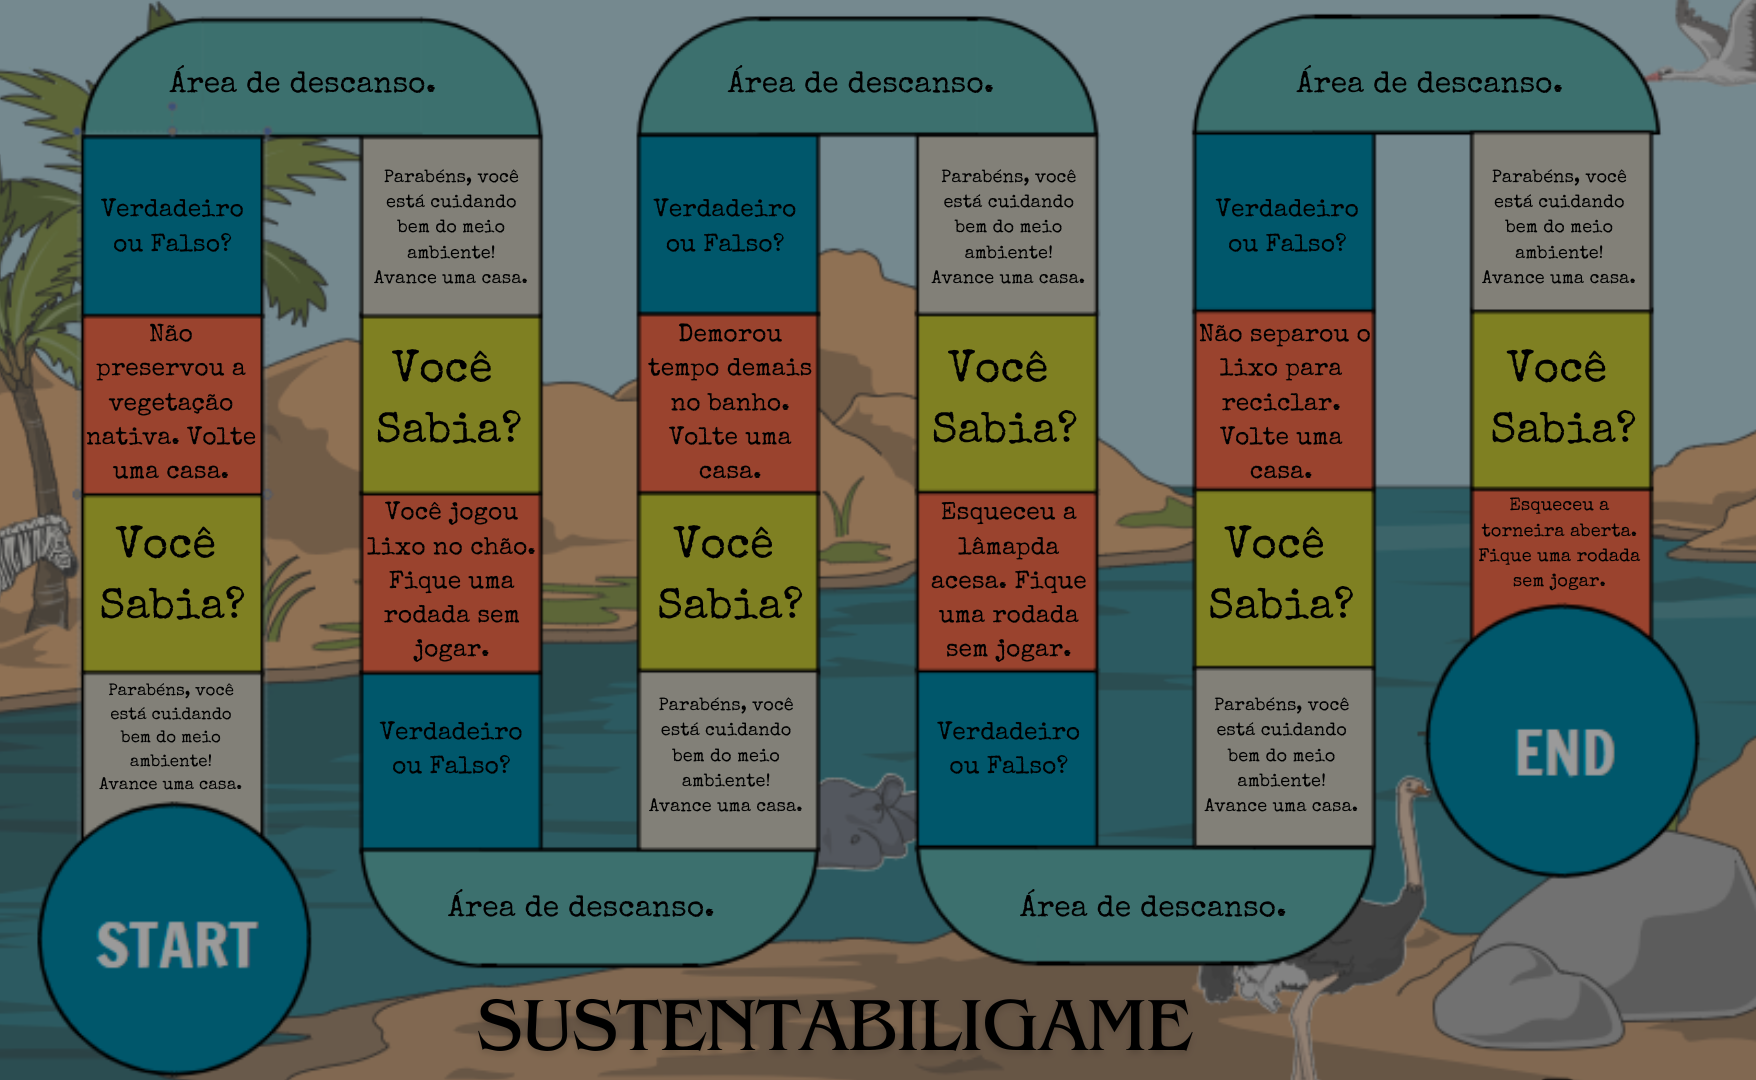 Área de descanso.
Área de descanso.
Área de descanso.
Verdadeiro
ou Falso?
Parabéns, você
está cuidando
bem do meio
ambiente!
Avance uma casa.
Verdadeiro
ou Falso?
Parabéns, você
está cuidando
bem do meio
ambiente!
Avance uma casa.
Verdadeiro
ou Falso?
Parabéns, você
está cuidando
bem do meio
ambiente!
Avance uma casa.
Não
preservou a
vegetação
nativa. Volte
uma casa.
Você
Sabia?
Demorou
tempo demais
no banho.
Volte uma
casa.
Você
Sabia?
Não separou o
lixo para
reciclar.
Volte uma
casa.
Você
Sabia?
Você
Sabia?
Você jogou
lixo no chão.
Fique uma
rodada sem
jogar.
Você
Sabia?
Esqueceu a
lâmapda
acesa. Fique
uma rodada
sem jogar.
Você
Sabia?
Esqueceu a
torneira aberta.
Fique uma rodada
sem jogar.
Parabéns, você
está cuidando
bem do meio
ambiente!
Avance uma casa.
Verdadeiro
ou Falso?
Parabéns, você
está cuidando
bem do meio
ambiente!
Avance uma casa.
Verdadeiro
ou Falso?
Parabéns, você
está cuidando
bem do meio
ambiente!
Avance uma casa.
END
START
Área de descanso.
Área de descanso.
SUSTENTABILIGAME